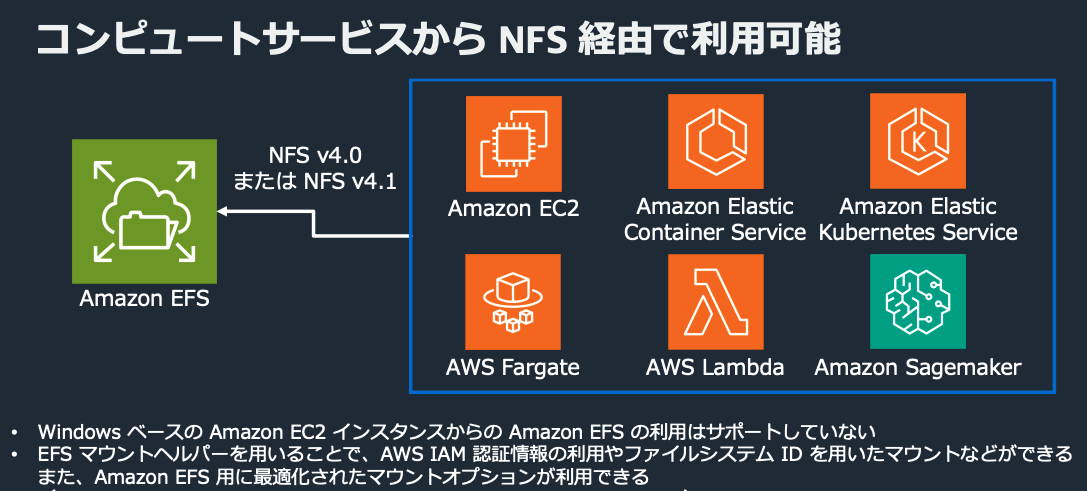 コンピュートサービスから NFS 経由で利用可能
NFS v4.0
または NFS v4.1
Amazon EFS
Amazon EC2
Amazon Elastic
Container Service
Amazon Elastic
Kubernetes Service
K
AWS Fargate
AWS Lambda
Amazon Sagemaker
• Windows ベースの Amazon EC2 インスタンスからの Amazon EFS の利用はサポートしていない
• EFS マウントヘルパーを用いることで、AWS IAM 認証情報の利用やファイルシステム ID を用いたマウントなどができる
また、Amazon EFS 用に最適化されたマウントオプションが利用できる